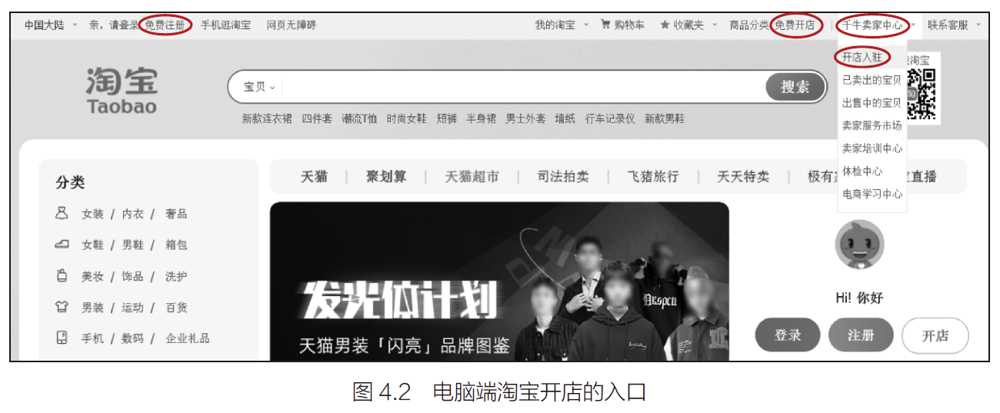 中国大陆 亲，请登录 免费注册 手机逛淘宝 网页无障碍 我的淘宝 购物车 收藏夹 商品分类 免费开店 千牛卖家中心 联系客服
开店入驻
已卖出的宝贝
出售中的宝贝
卖家服务市场
卖家培训中心
体检中心
电商学习中心
淘宝
淘宝
Taobao
宝贝 搜索
新款连衣裙 四件套 潮流T恤 时尚女鞋 短裤 半身裙 男士外套 墙纸 行车记录仪 新款男鞋
天猫 | 聚划算 | 天猫超市 | 司法拍卖 | 飞猪旅行 | 天天特卖 | 极有 直播
分类
女装 / 内衣 / 奢品
女鞋 / 男鞋 / 箱包
美妆 / 饰品 / 洗护
男装 / 运动 / 百货
手机 / 数码 / 企业礼品
发光体计划
天猫男装「闪亮」品牌图鉴
Hi! 你好
登录 注册 开店
图 4.2 电脑端淘宝开店的入口